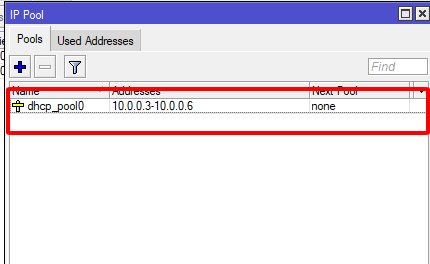 IP Pool
Pools Used Addresses
Find
Name Addresses Next Pool
dhcp_pool0 10.0.0.3-10.0.0.6 none